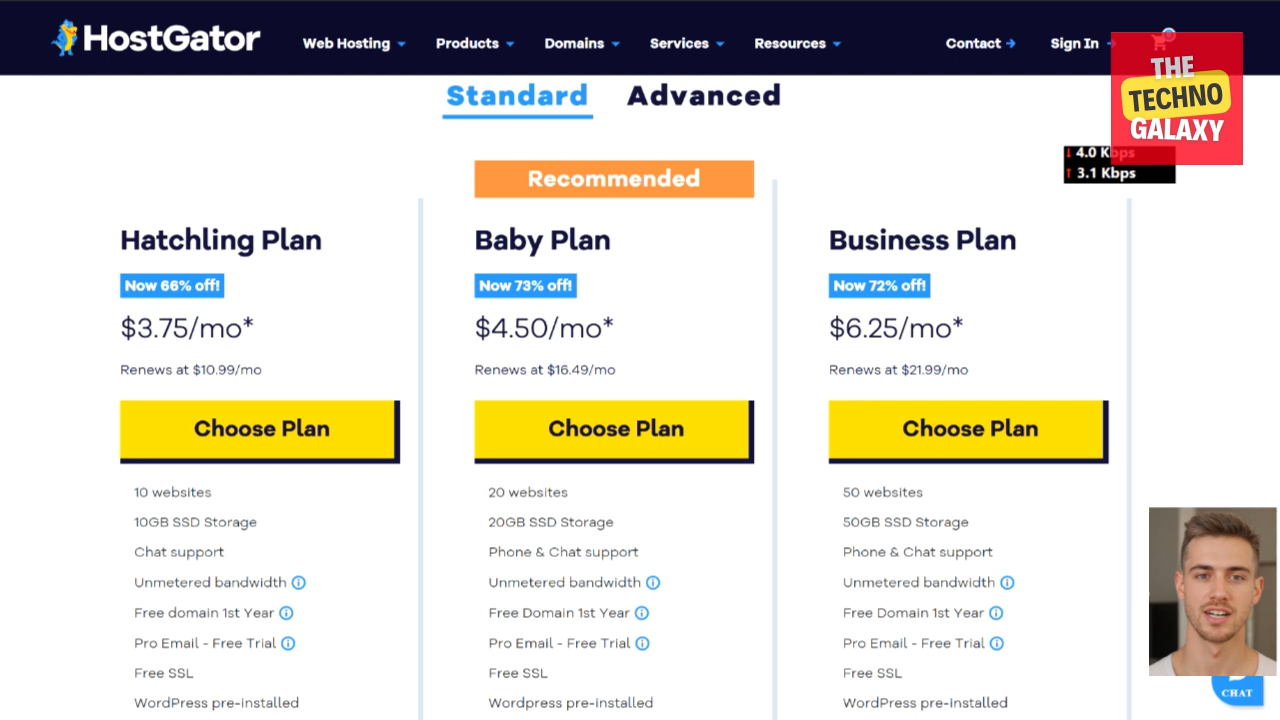 HostGator
Web Hosting
Products
Domains
Services
Resources
Contact
Sign In
0
THE
TECHNO
GALAXY
Standard
Advanced
4.0 Kbps
3.1 Kbps
Recommended
Hatchling Plan
Now 66% off!
$3.75/mo*
Renews at $10.99/mo
Choose Plan
10 websites
10GB SSD Storage
Chat support
Unmetered bandwidth
Free domain 1st Year
Pro Email - Free Trial
Free SSL
WordPress pre-installed
Baby Plan
Now 73% off!
$4.50/mo*
Renews at $16.49/mo
Choose Plan
20 websites
20GB SSD Storage
Phone & Chat support
Unmetered bandwidth
Free Domain 1st Year
Pro Email - Free Trial
Free SSL
Wordpress pre-installed
Business Plan
Now 72% off!
$6.25/mo*
Renews at $21.99/mo
Choose Plan
50 websites
50GB SSD Storage
Phone & Chat support
Unmetered bandwidth
Free Domain 1st Year
Pro Email - Free Trial
Free SSL
WordPress pre-installed
CHAT